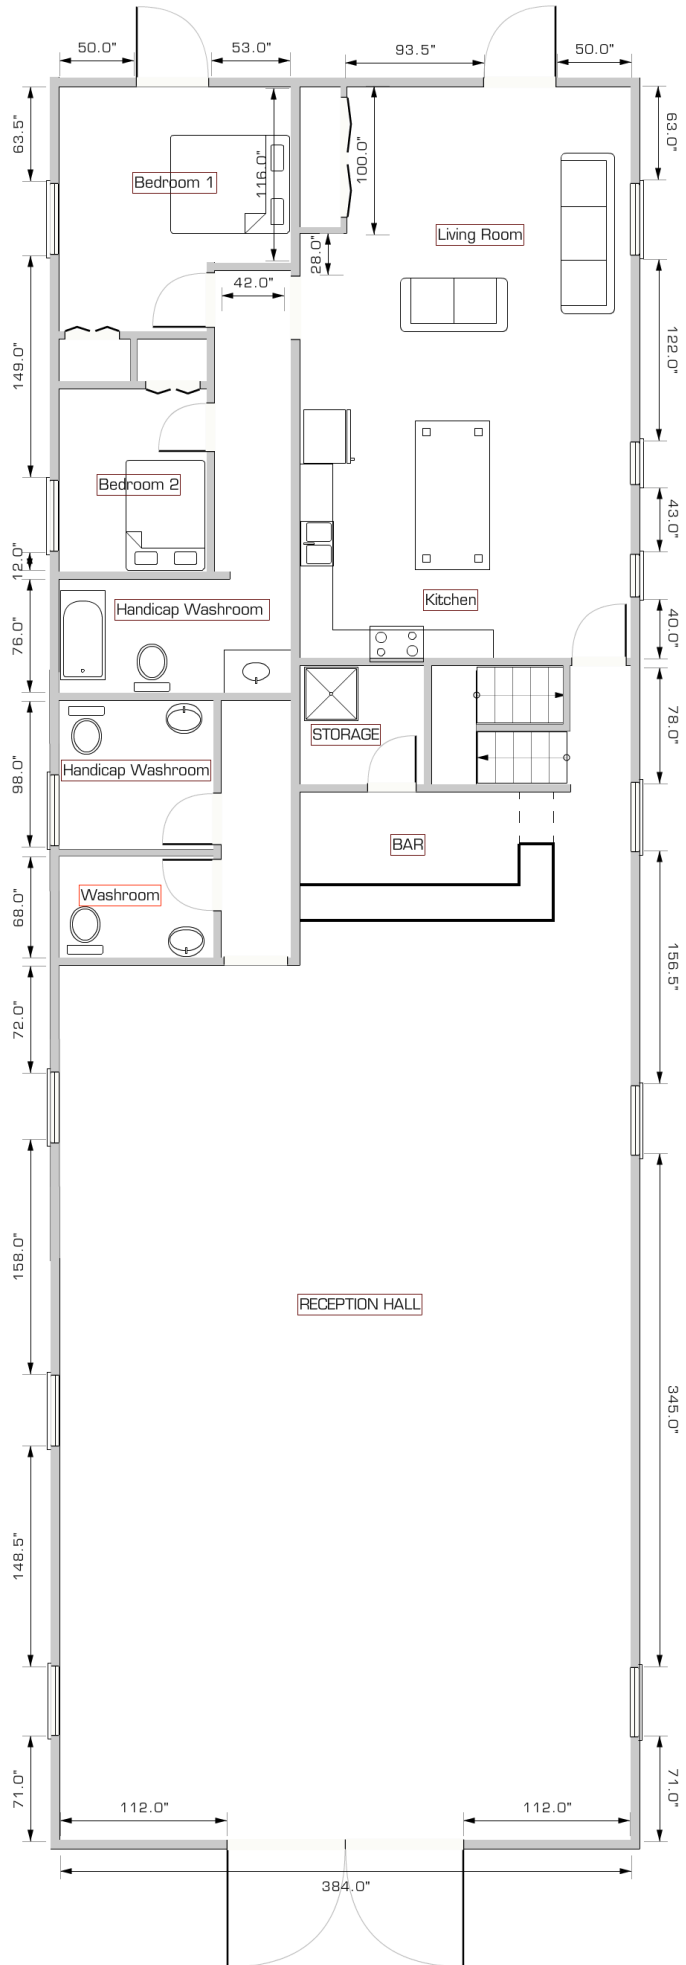 50.0"
53.0"
93.5"
50.0"
63.5"
63.0"
100.0"
116.0"
Bedroom 1
Living Room
28.0"
42.0"
149.0"
122.0"
Bedroom 2
43.0"
12.0"
Kitchen
Handicap Washroom
76.0"
40.0"
78.0"
STORAGE
98.0"
Handicap Washroom
BAR
Washroom
68.0"
156.5"
72.0"
158.0"
RECEPTION HALL
345.0"
148.5"
71.0"
71.0"
112.0"
112.0"
384.0"